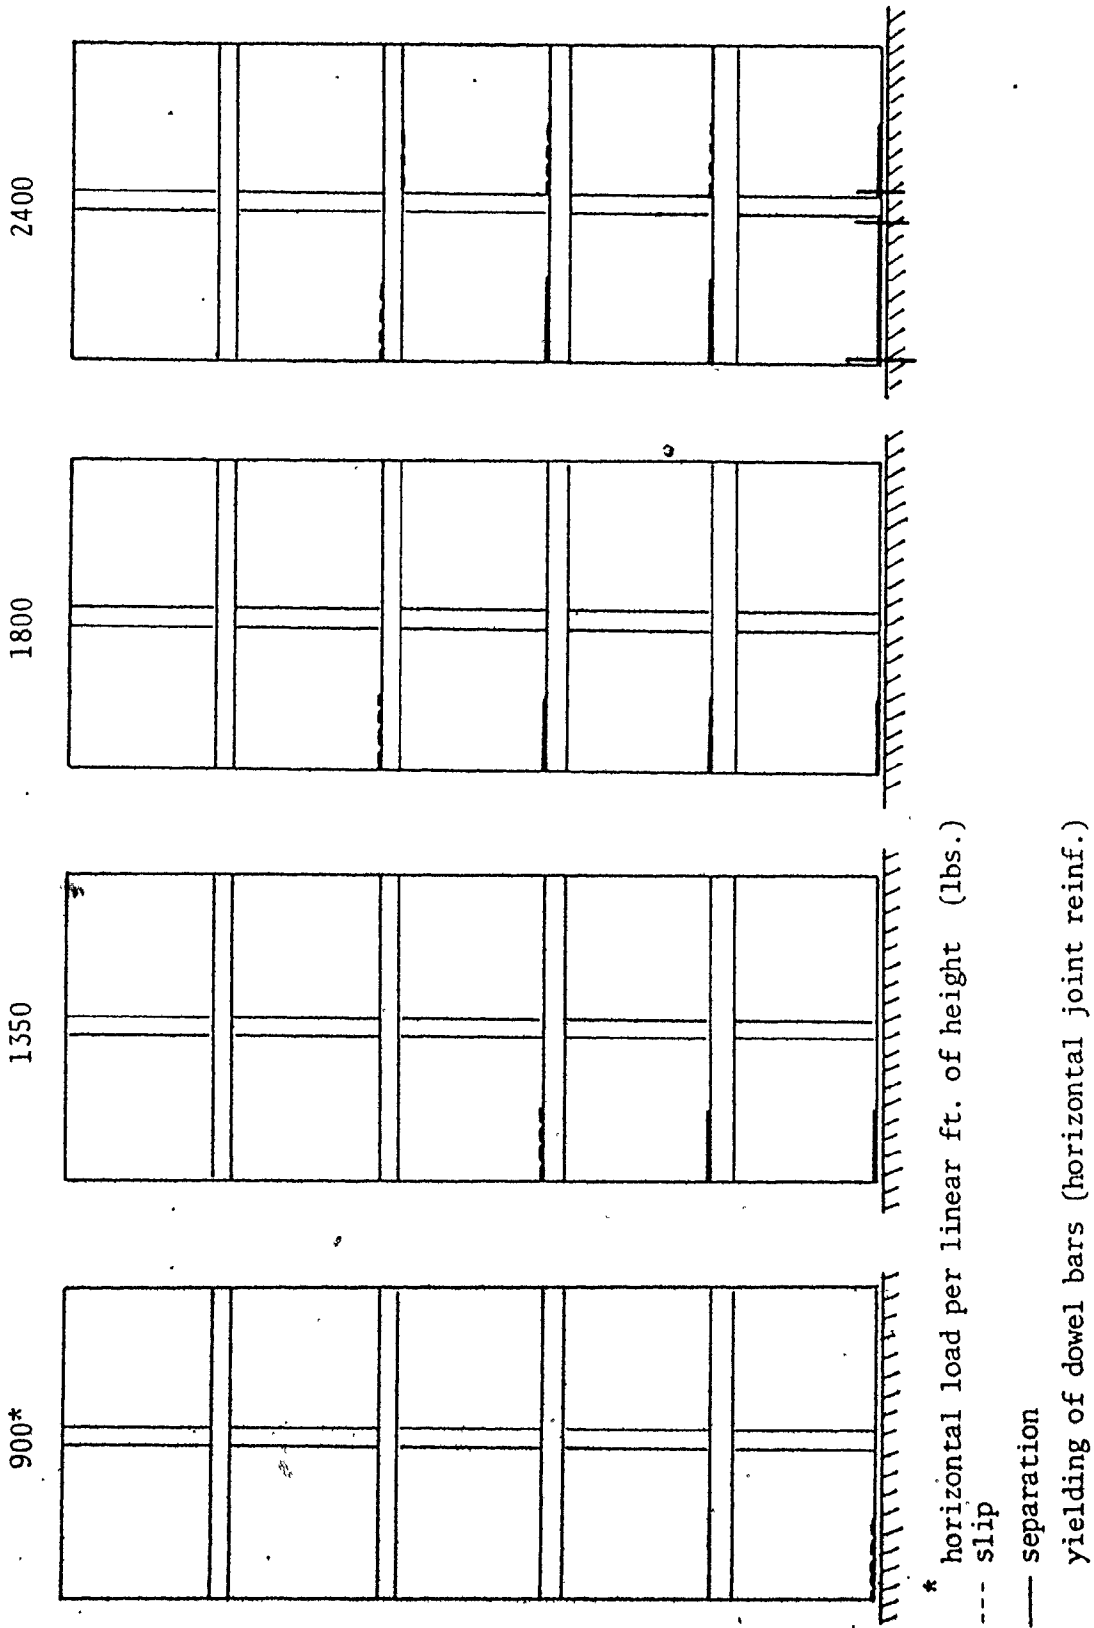 900*
1350
1800
2400
* horizontal load per linear ft. of height (lbs.)
--- slip
— separation
yielding of dowel bars (horizontal joint reinf.)